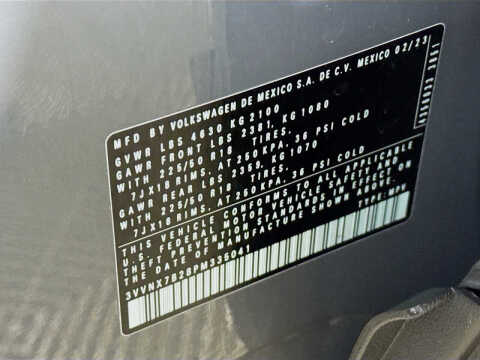 MFD BY VOLKSWAGEN DE MEXICO S.A. DE C.V. MEXICO 02/23
GVWR LBS 4630 KG 2100
GAWR FRONT LBS 2381, KG 1080
WITH 225/50 R18 TIRES.
7JX18 RIMS, AT 250 KPA, 36 PSI COLD
GAWR REAR LBS 2359, KG 1070
WITH 225/50 R18 TIRES.
7JX18 RIMS, AT 250 KPA, 36 PSI COLD
THIS VEHICLE CONFORMS TO ALL APPLICABLE
U.S. FEDERAL MOTOR VEHICLE SAFETY AND
THEFT PREVENTION STANDARDS IN EFFECT ON
THE DATE OF MANUFACTURE SHOWN ABOVE.
3VVNX7B28PM335041
TYPE: MPV